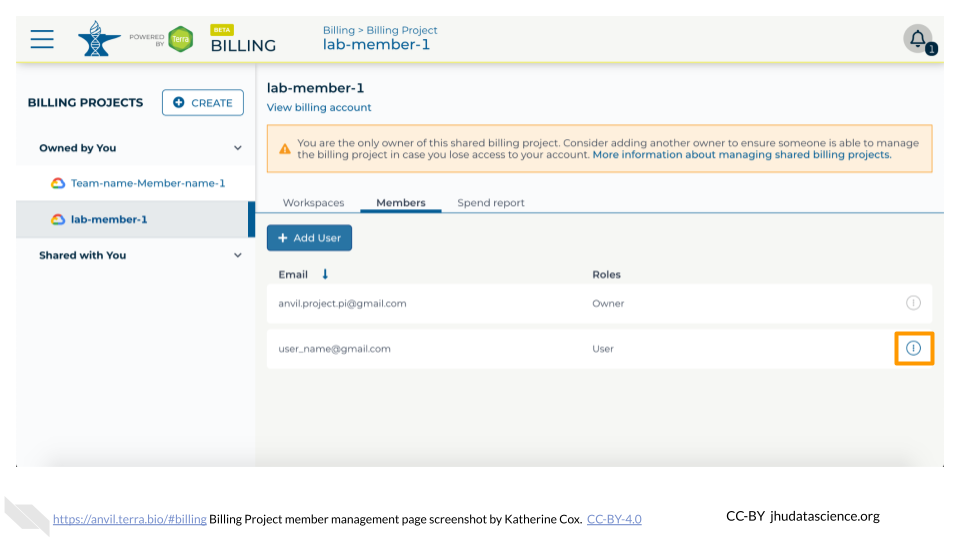 POWERED
BY
Terra
BETA
BILLING
Billing > Billing Project
lab-member-1
1
BILLING PROJECTS
CREATE
Owned by You
Team-name-Member-name-1
lab-member-1
Shared with You
lab-member-1
View billing account
You are the only owner of this shared billing project. Consider adding another owner to ensure someone is able to manage
the billing project in case you lose access to your account. More information about managing shared billing projects.
Workspaces Members Spend report
+ Add User
Email Roles
anvil.project.pi@gmail.com Owner
user_name@gmail.com User
https://anvil.terra.bio/#billing Billing Project member management page screenshot by Katherine Cox. CC-BY-4.0
CC-BY jhudatascience.org